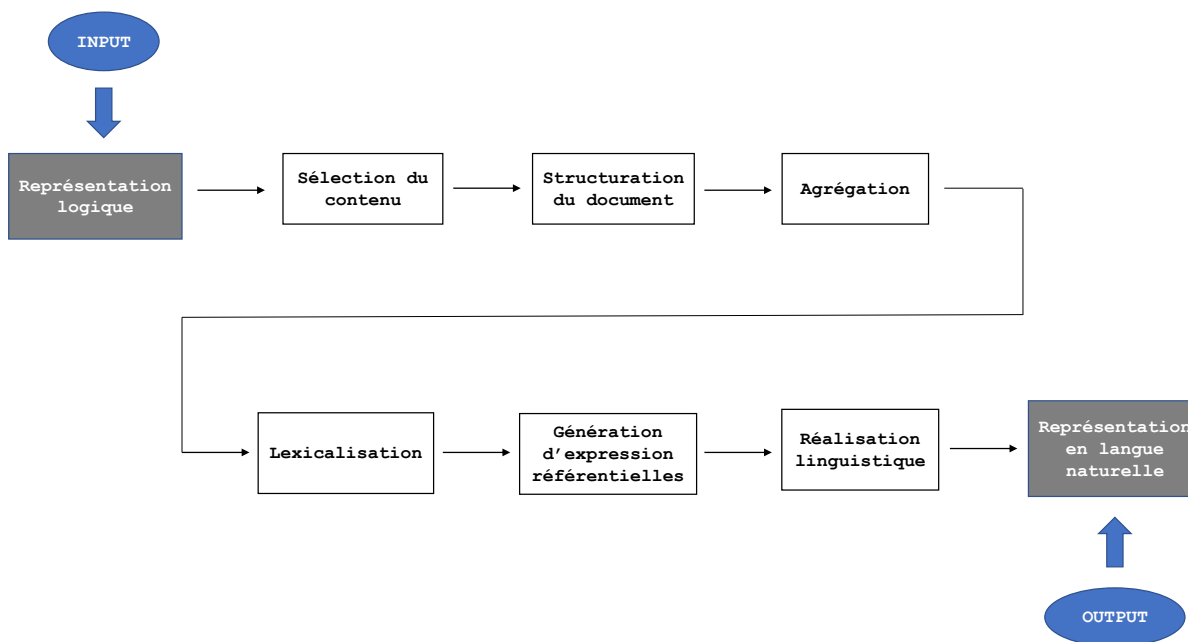 INPUT
Représentation
logique
Sélection du
contenu
Structuration
du document
Agrégation
Lexicalisation
Génération
d'expression
référentielles
Réalisation
linguistique
Représentation
en langue
naturelle
OUTPUT